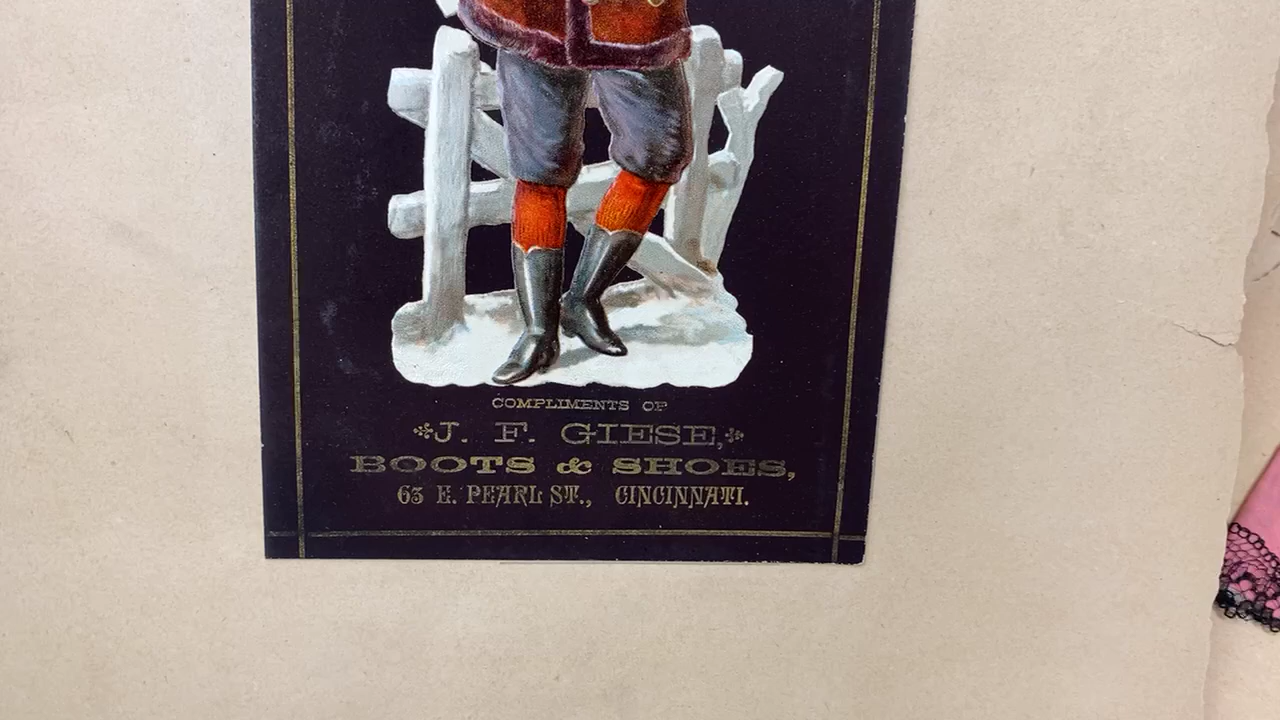 COMPLIMENTS OF
J. F. GIESE,
BOOTS & SHOES,
63 E. PEARL ST., CINCINNATI.